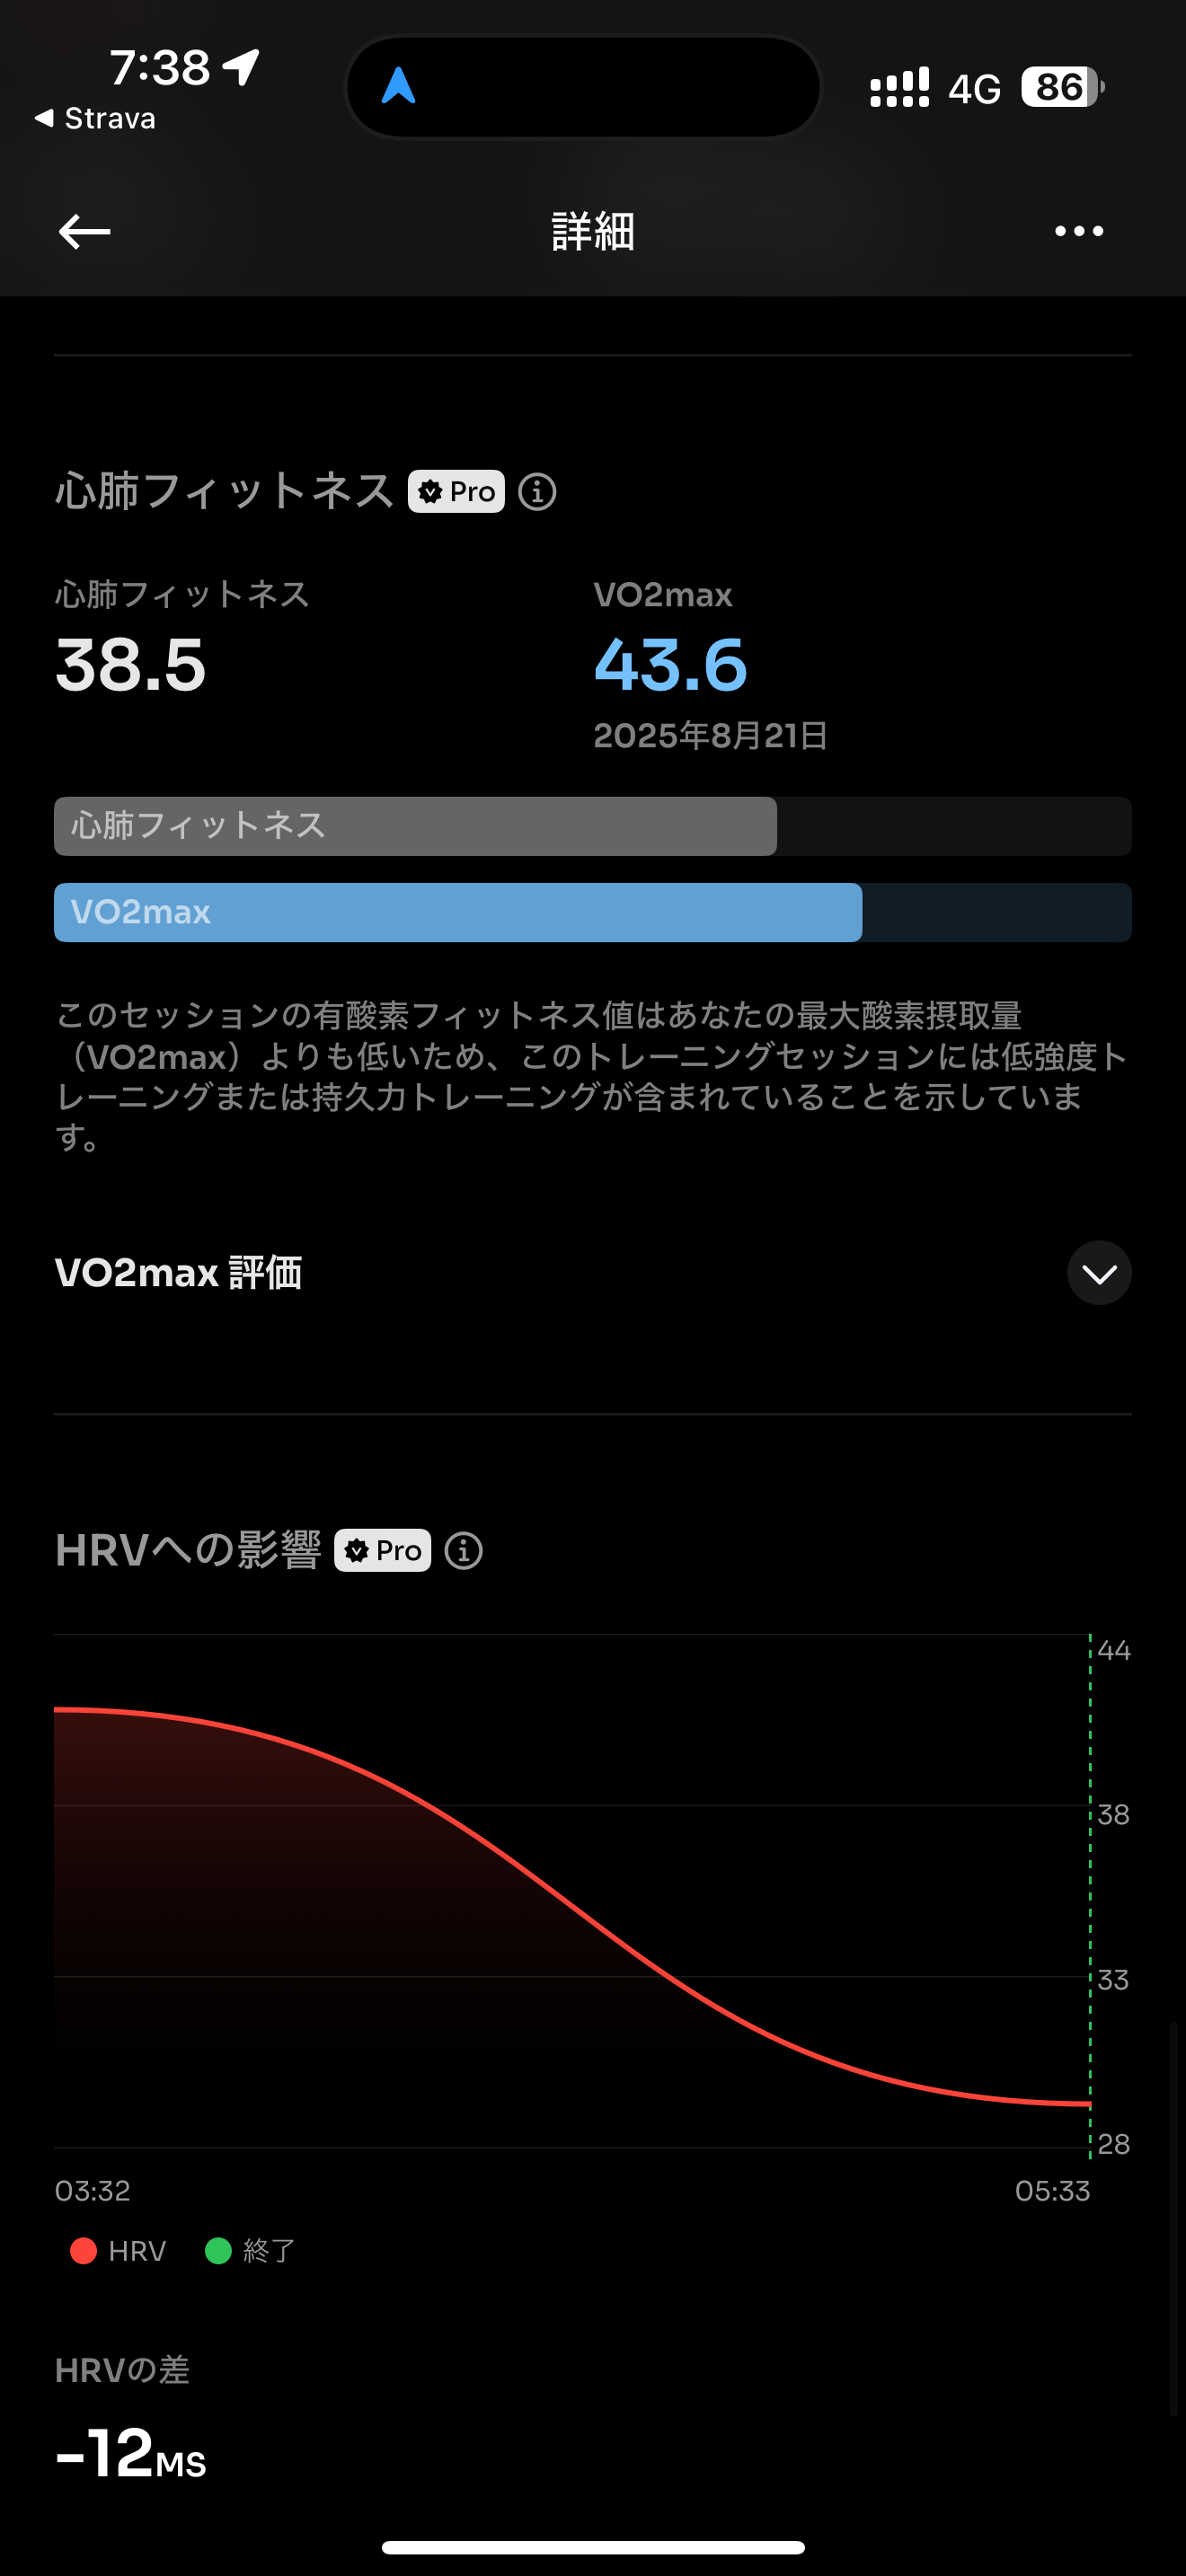 7:38
4G 86
Strava
詳細
心肺フィットネス Pro
心肺フィットネス
VO2max
38.5
43.6
2025年8月21日
心肺フィットネス
VO2max
このセッションの有酸素フィットネス値はあなたの最大酸素摂取量
（VO2max）よりも低いため、このトレーニングセッションには低強度ト
レーニングまたは持久力トレーニングが含まれていることを示していま
す。
VO2max 評価
HRVへの影響 Pro
44
38
33
28
03:32
05:33
HRV
終了
HRVの差
-12MS